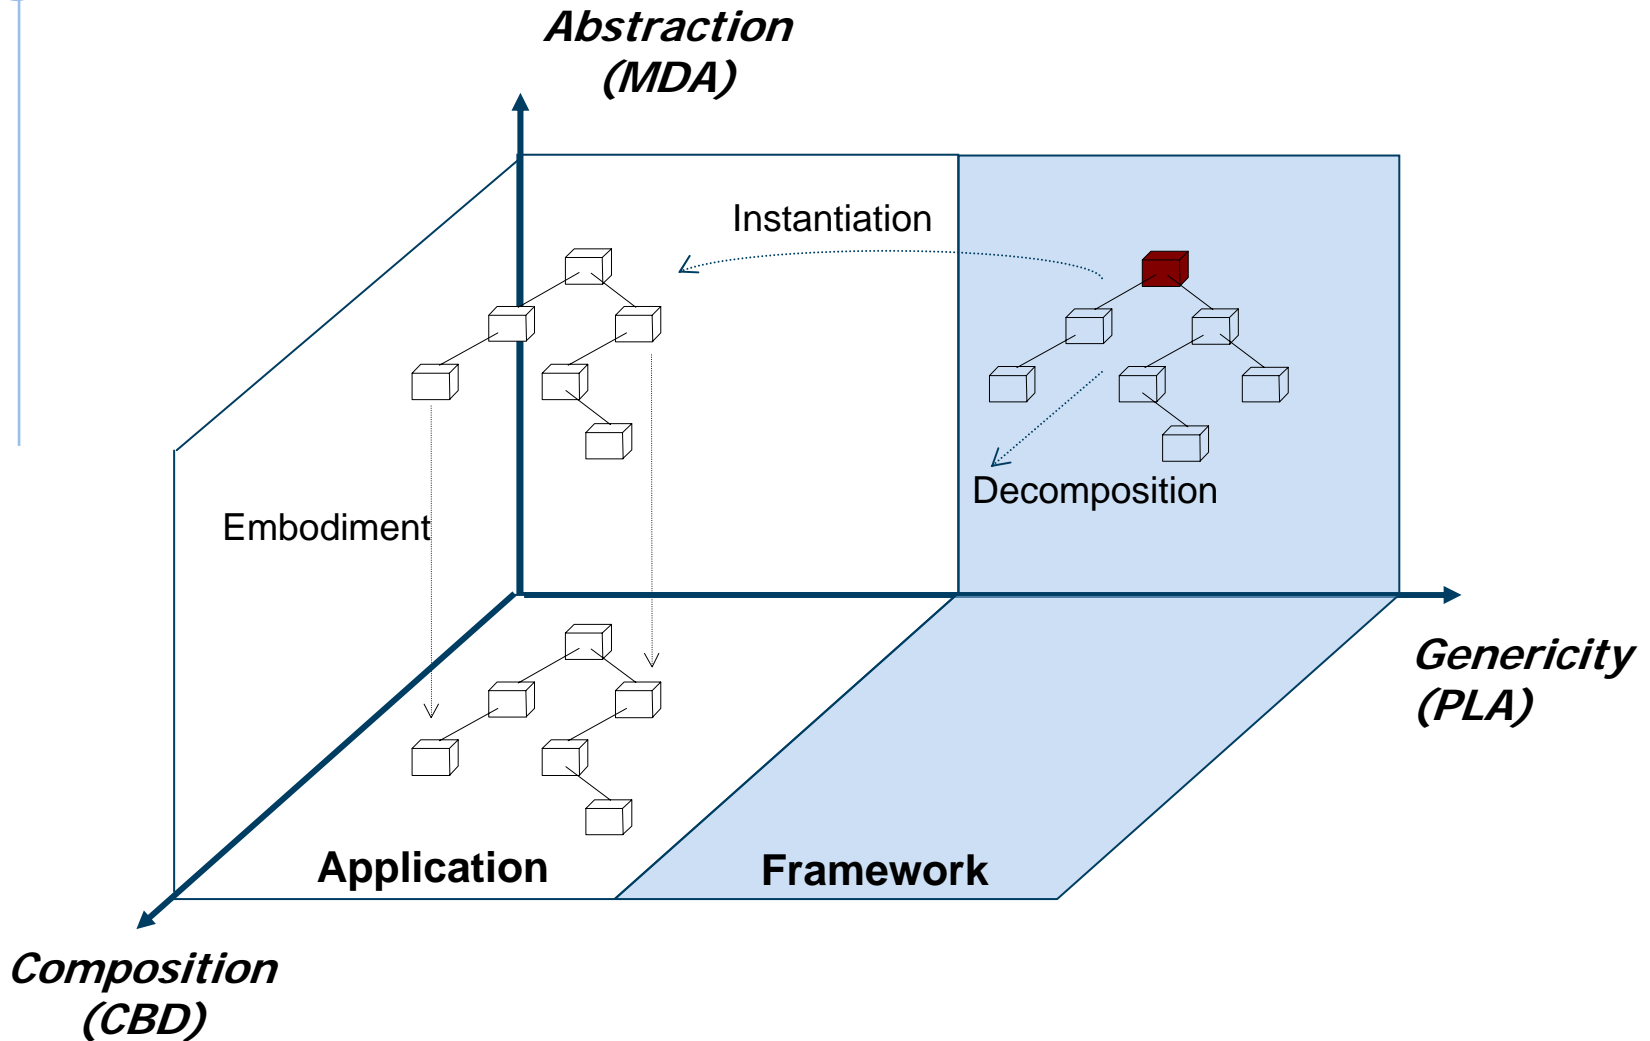 Abstraction
(MDA)
Instantiation
Decomposition
Embodiment
Genericity
(PLA)
Application
Framework
Composition
(CBD)